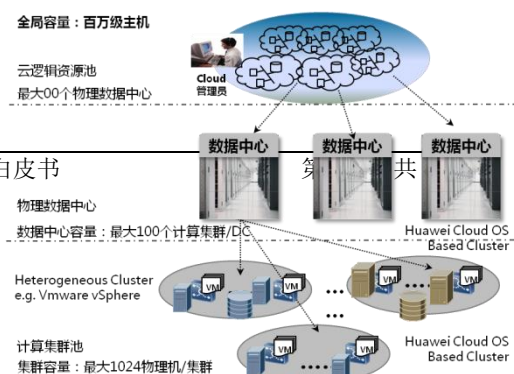 全局容量：百万级主机
云逻辑资源池
最大00个物理数据中心
Cloud
管理员
数据中心
数据中心
数据中心
白皮书
第
共
物理数据中心
数据中心容量：最大100个计算集群/DC
Huawei Cloud OS
Based Cluster
Heterogeneous Cluster
e.g. Vmware vSphere
VM
VM
VM
VM
计算集群池
集群容量：最大1024物理机/集群
VM
VM
Huawei Cloud OS
Based Cluster